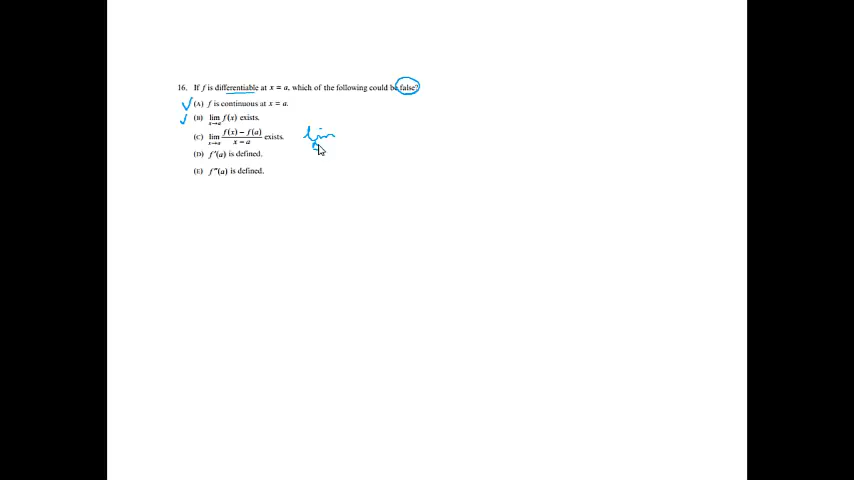 16. If f is differentiable at x = a, which of the following could be false?
(A) f is continuous at x = a.
(B) lim x→a f(x) exists.
(C) lim x→a f(x) − f(a) / x − a exists. lim
(D) f′(a) is defined.
(E) f″(a) is defined.